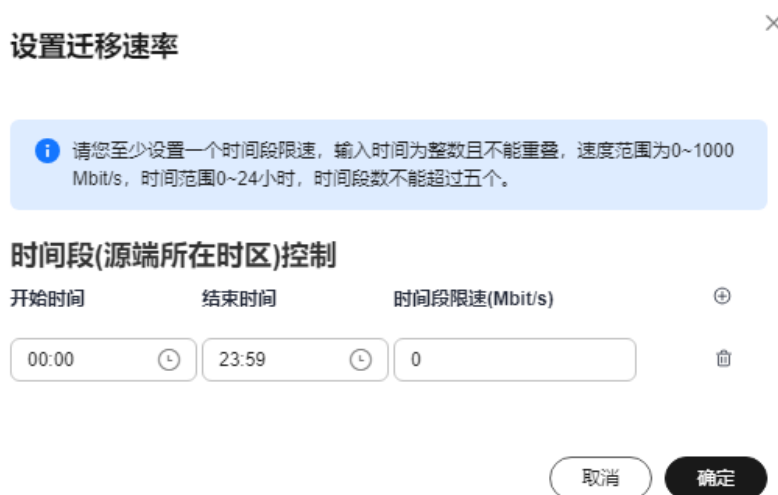 设置迁移速率
请您至少设置一个时间段限速，输入时间为整数且不能重叠，速度范围为0~1000
Mbit/s，时间范围0~24小时，时间段数不能超过五个。
时间段(源端所在时区)控制
开始时间 结束时间 时间段限速(Mbit/s)
00:00 23:59 0
取消 确定